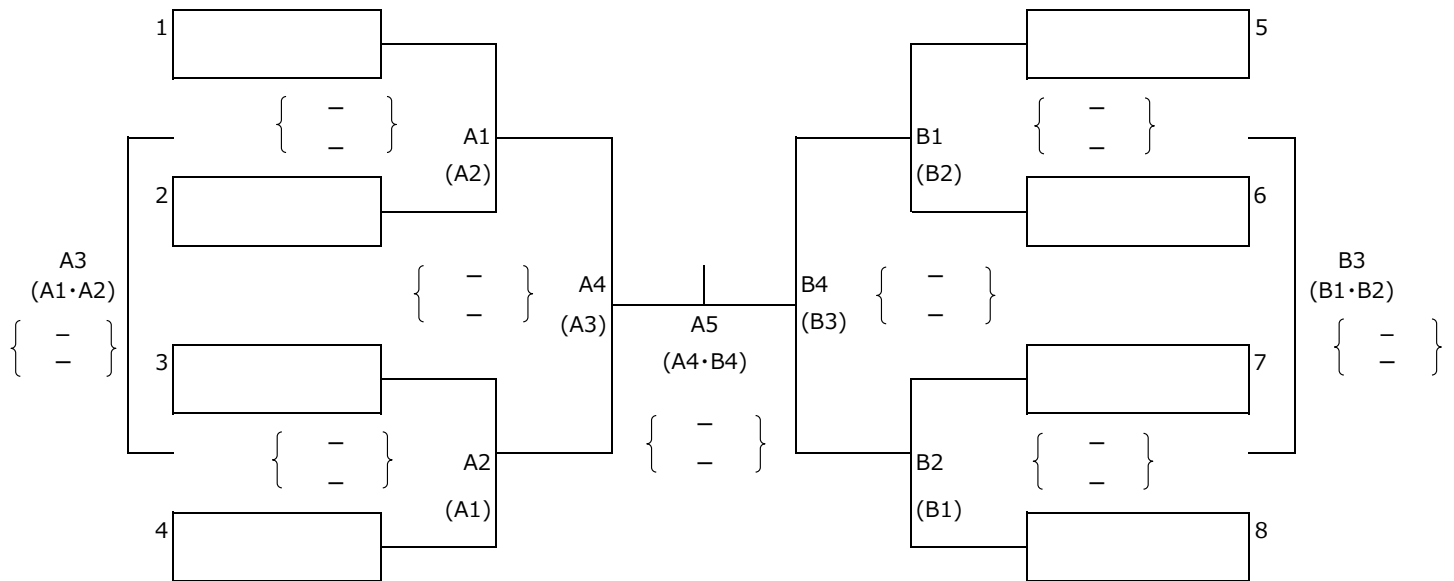 1
5
− −
− −
A1
B1
(A2)
(B2)
2
6
A3
B3
(A1・A2)
(B1・B2)
− −
− −
A4
B4
(A3)
(B3)
A5
(A4・B4)
− −
− −
3
7
− −
− −
− −
− −
−
−
A2
B2
(A1)
(B1)
4
8